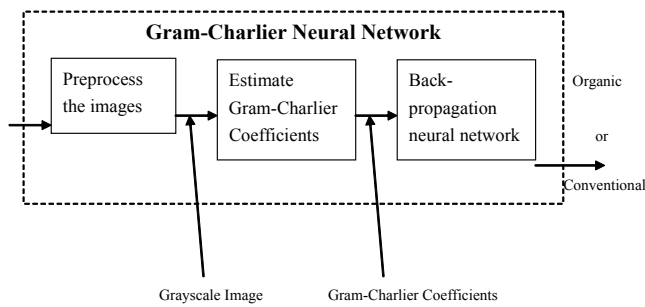 Gram-Charlier Neural Network
Preprocess
the images
Estimate
Gram-Charlier
Coefficients
Back-
propagation
neural network
Organic
or
Conventional
Grayscale Image
Gram-Charlier Coefficients